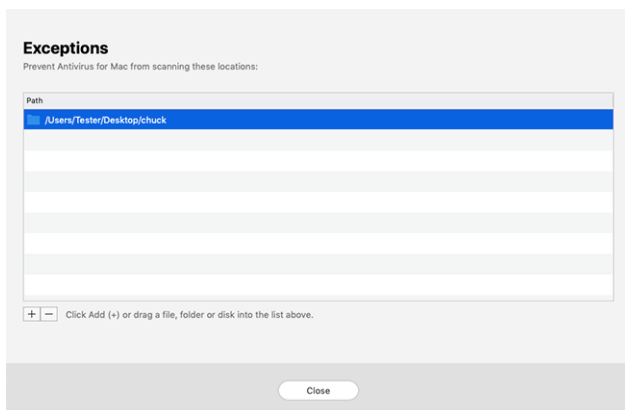 Exceptions
Prevent Antivirus for Mac from scanning these locations:
Path
/Users/Tester/Desktop/chuck
+ − Click Add (+) or drag a file, folder or disk into the list above.
Close